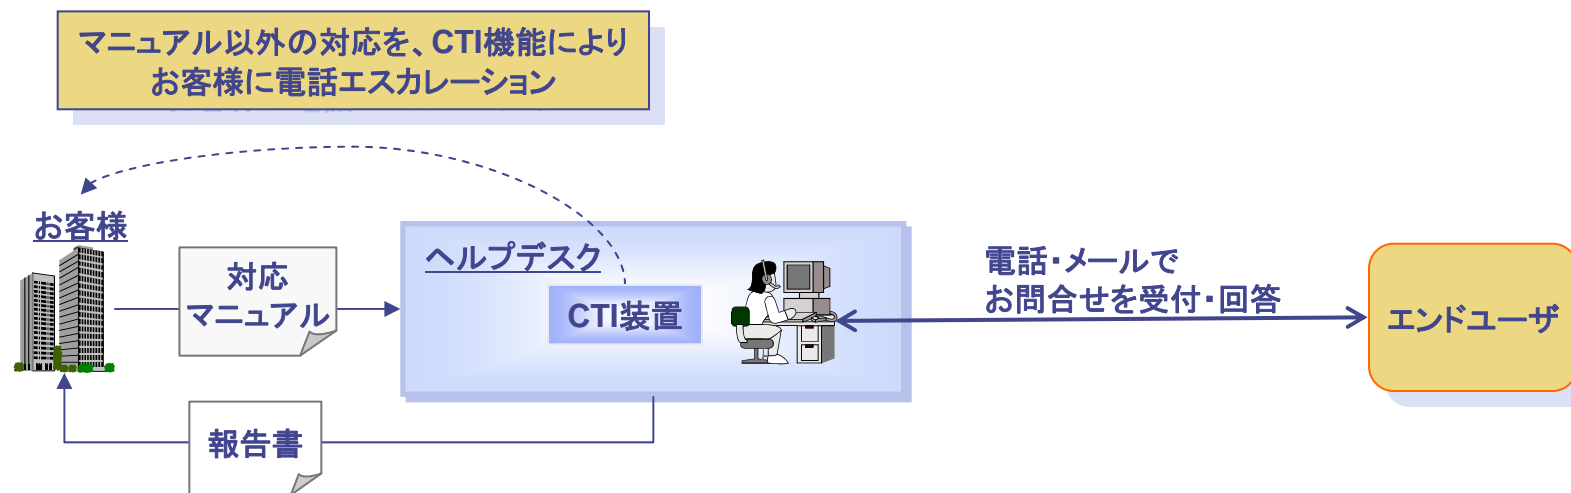 マニュアル以外の対応を、CTI機能により
お客様に電話エスカレーション
お客様
対応
マニュアル
ヘルプデスク
CTI装置
電話・メールで
お問合せを受付・回答
エンドユーザ
報告書